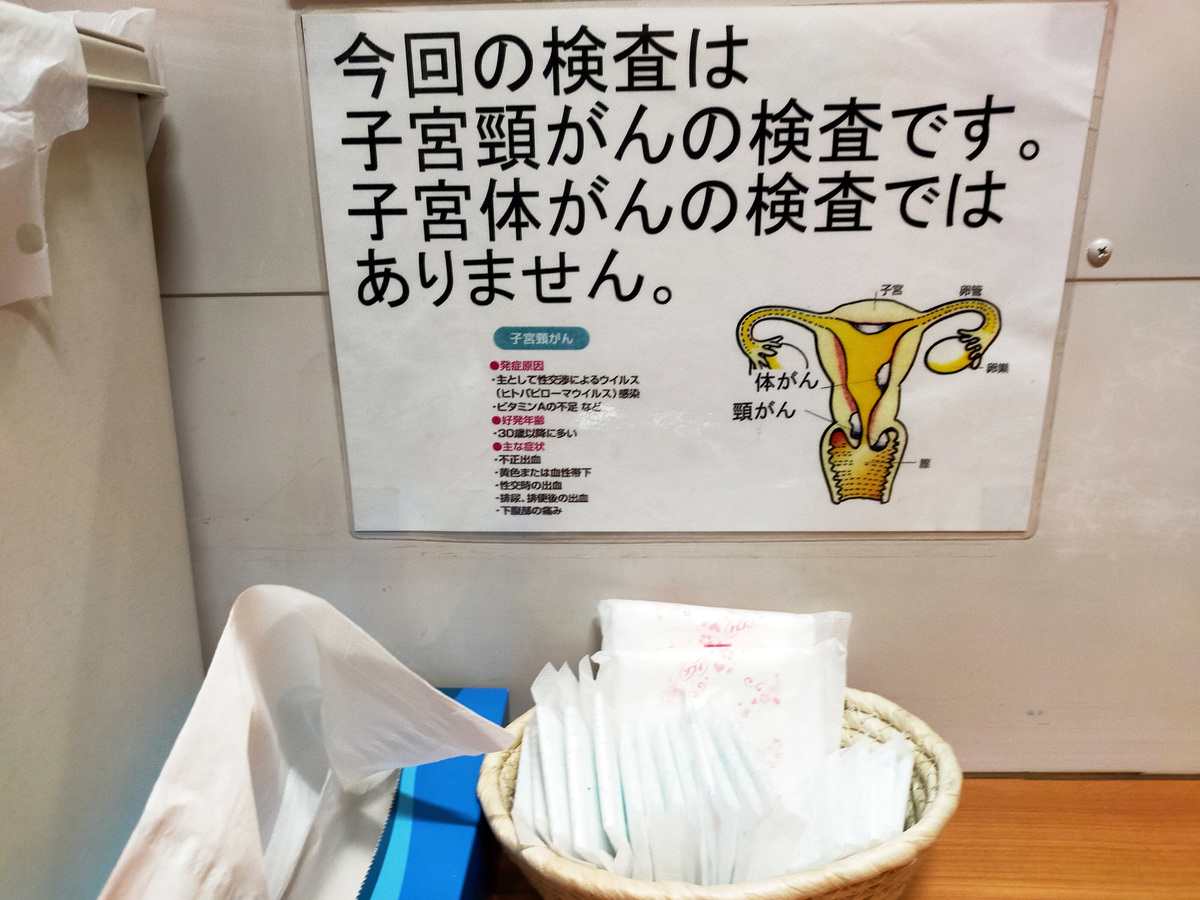 今回の検査は
子宮頸がんの検査です。
子宮体がんの検査では
ありません。
子宮頸がん
●発症原因
・主として性交渉によるウイルス
（ヒトパピローマウイルス）感染
・ビタミンAの不足 など
●好発年齢
・30歳以降に多い
●主な症状
・不正出血
・黄色または血性帯下
・性交時の出血
・排尿、排便後の出血
・下腹部の痛み
子宮
卵管
卵巣
体がん
頸がん
膣